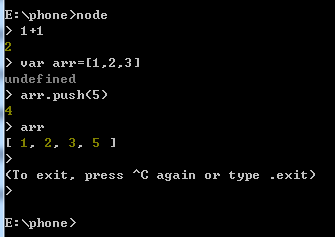 E:\phone>node
> 1+1
2
> var arr=[1,2,3]
undefined
> arr.push(5)
4
> arr
[ 1, 2, 3, 5 ]
>
(To exit, press ^C again or type .exit)
>
E:\phone>